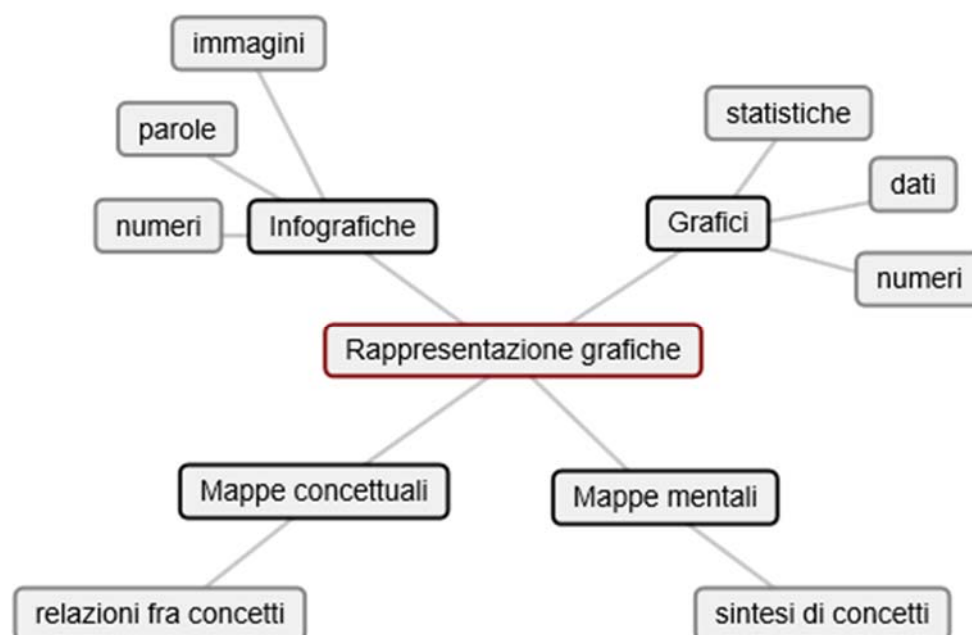 immagini
statistiche
parole
dati
numeri
Infografiche
Grafici
numeri
Rappresentazione grafiche
Mappe concettuali
Mappe mentali
relazioni fra concetti
sintesi di concetti